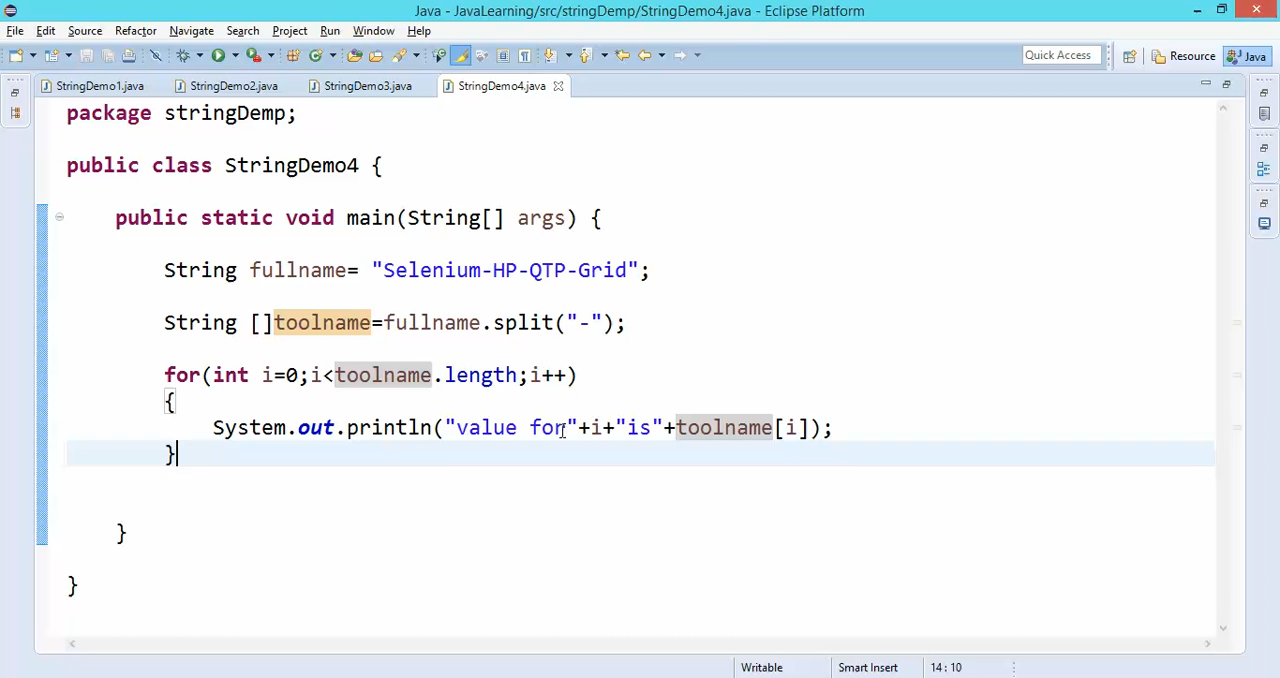 Java - JavaLearning/src/stringDemp/StringDemo4.java - Eclipse Platform
File Edit Source Refactor Navigate Search Project Run Window Help
Quick Access Resource Java
StringDemo1.java StringDemo2.java StringDemo3.java StringDemo4.java
package stringDemp;
public class StringDemo4 {
public static void main(String[] args) {
String fullname= "Selenium-HP-QTP-Grid";
String []toolname=fullname.split("-");
for(int i=0;i<toolname.length;i++)
{
System.out.println("value for"+i+"is"+toolname[i]);
}
}
}
Writable Smart Insert 14 : 10